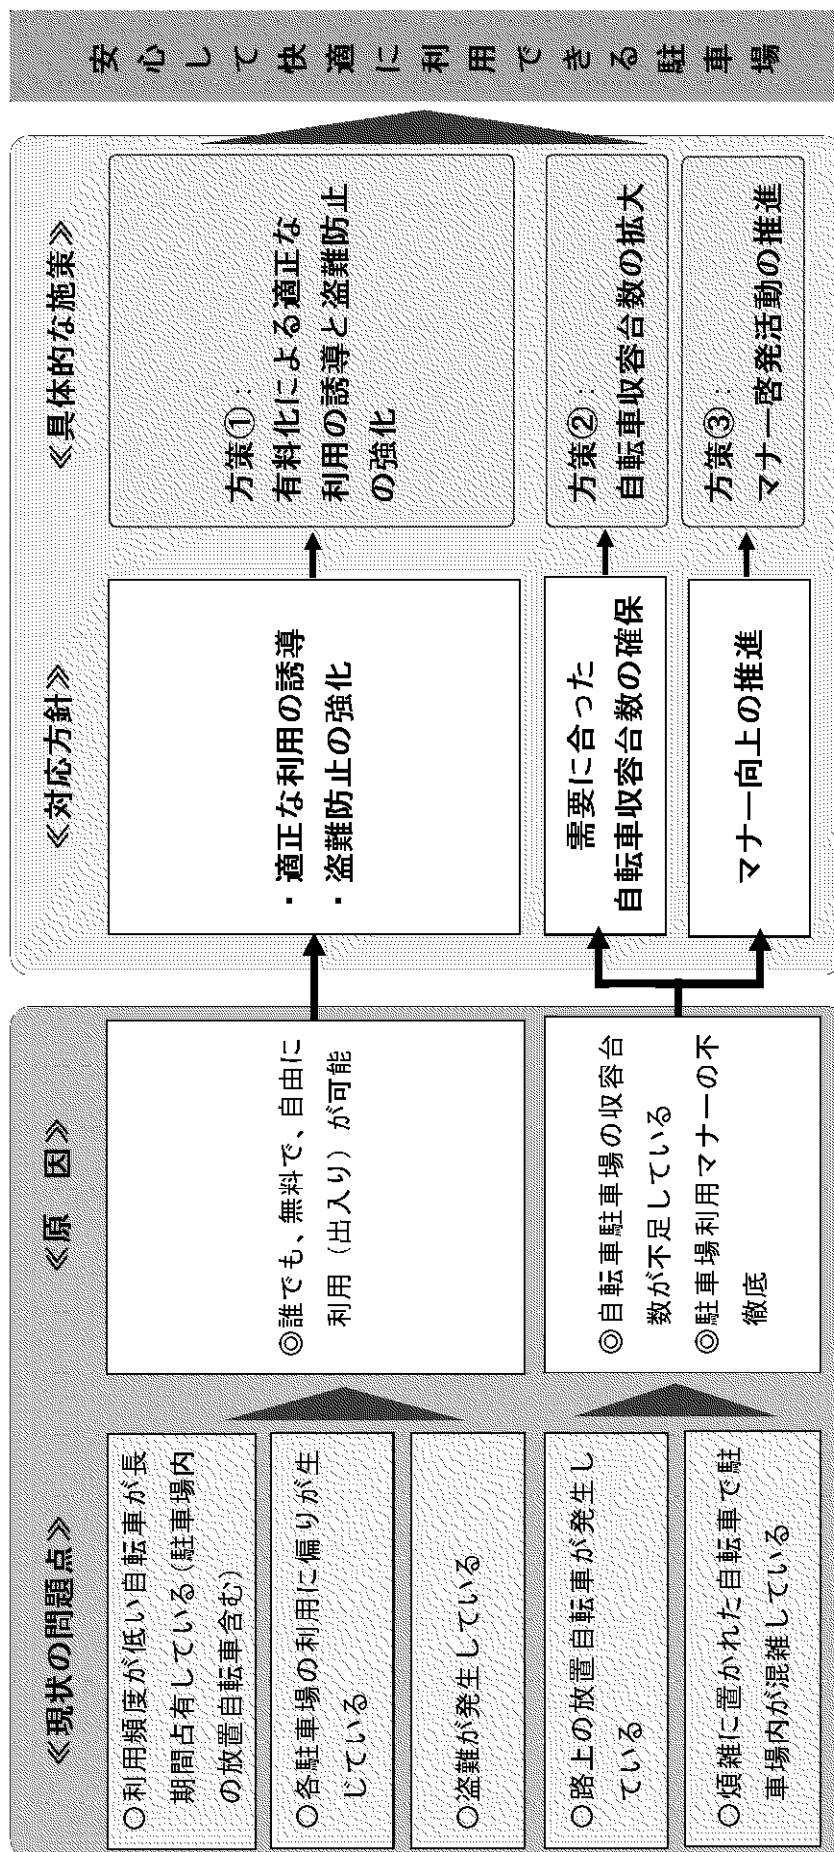 ≪現状の問題点≫
○利用頻度が低い自転車が長
期間占有している（駐車場内
の放置自転車含む）
○各駐車場の利用に偏りが生
じている
○盗難が発生している
○路上の放置自転車が発生し
ている
○煩雑に置かれた自転車で駐
車場内が混雑している
≪原　因≫
◎誰でも、無料で、自由に
利用（出入り）が可能
◎自転車駐車場の収容台
数が不足している
◎駐車場利用マナーの不
徹底
≪対応方針≫
・適正な利用の誘導
・盗難防止の強化
需要に合った
自転車収容台数の確保
マナー向上の推進
≪具体的な施策≫
方策①：
有料化による適正な
利用の誘導と盗難防止
の強化
方策②：
自転車収容台数の拡大
方策③：
マナー啓発活動の推進
安心して快適に利用できる駐車場